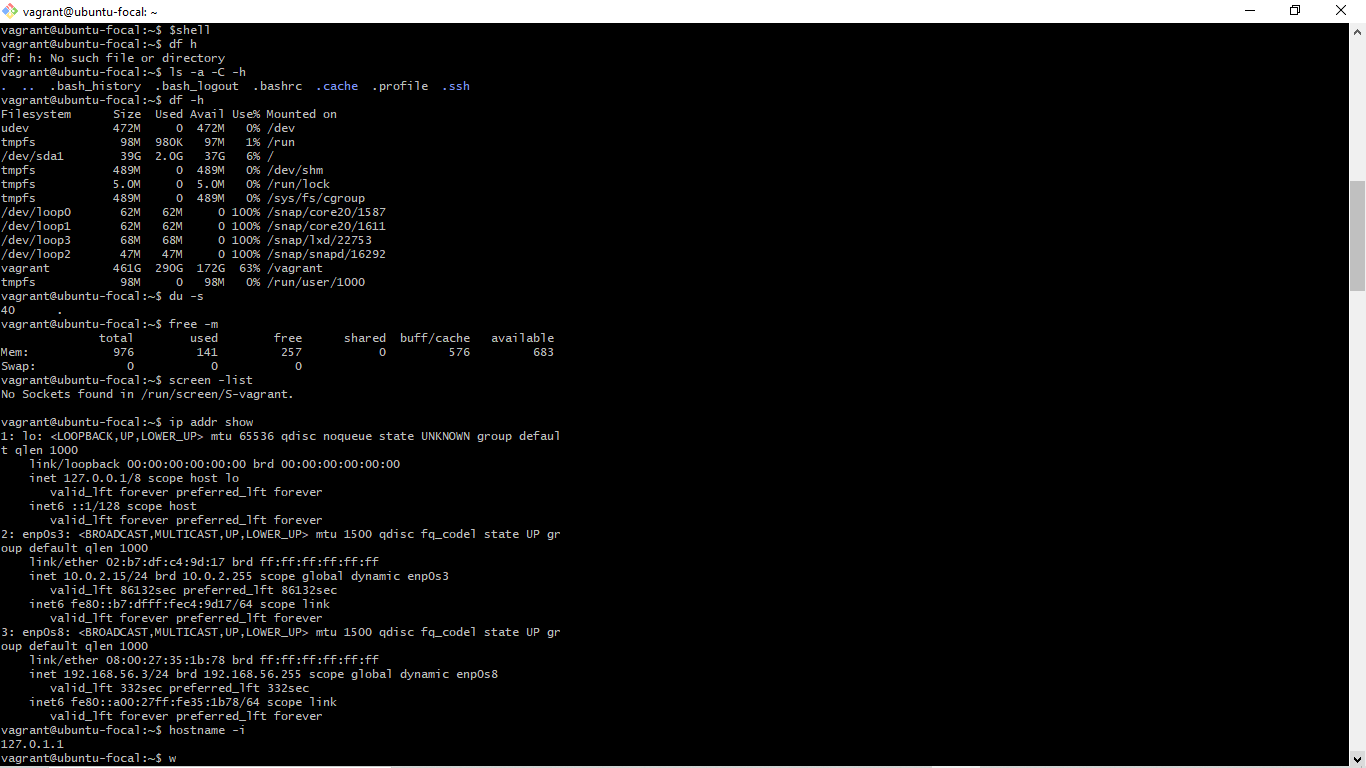 vagrant@ubuntu-focal: ~
vagrant@ubuntu-focal:~$ $shell
vagrant@ubuntu-focal:~$ df h
df: h: No such file or directory
vagrant@ubuntu-focal:~$ ls -a -C -h
.  ..  .bash_history  .bash_logout  .bashrc  .cache  .profile  .ssh
vagrant@ubuntu-focal:~$ df -h
Filesystem      Size  Used Avail Use% Mounted on
udev            472M     0  472M   0% /dev
tmpfs            98M  980K   97M   1% /run
/dev/sda1        39G  2.0G   37G   6% /
tmpfs           489M     0  489M   0% /dev/shm
tmpfs           5.0M     0  5.0M   0% /run/lock
tmpfs           489M     0  489M   0% /sys/fs/cgroup
/dev/loop0       62M   62M     0 100% /snap/core20/1587
/dev/loop1       62M   62M     0 100% /snap/core20/1611
/dev/loop3       68M   68M     0 100% /snap/lxd/22753
/dev/loop2       47M   47M     0 100% /snap/snapd/16292
vagrant         461G  290G  172G  63% /vagrant
tmpfs            98M     0   98M   0% /run/user/1000
vagrant@ubuntu-focal:~$ du -s
40      .
vagrant@ubuntu-focal:~$ free -m
              total        used        free      shared  buff/cache   available
Mem:            976         141         257           0         576         683
Swap:             0           0           0
vagrant@ubuntu-focal:~$ screen -list
No Sockets found in /run/screen/S-vagrant.
vagrant@ubuntu-focal:~$ ip addr show
1: lo: <LOOPBACK,UP,LOWER_UP> mtu 65536 qdisc noqueue state UNKNOWN group defaul
t qlen 1000
    link/loopback 00:00:00:00:00:00 brd 00:00:00:00:00:00
    inet 127.0.0.1/8 scope host lo
       valid_lft forever preferred_lft forever
    inet6 ::1/128 scope host
       valid_lft forever preferred_lft forever
2: enp0s3: <BROADCAST,MULTICAST,UP,LOWER_UP> mtu 1500 qdisc fq_codel state UP gr
oup default qlen 1000
    link/ether 02:b7:df:c4:9d:17 brd ff:ff:ff:ff:ff:ff
    inet 10.0.2.15/24 brd 10.0.2.255 scope global dynamic enp0s3
       valid_lft 86132sec preferred_lft 86132sec
    inet6 fe80::b7:dfff:fec4:9d17/64 scope link
       valid_lft forever preferred_lft forever
3: enp0s8: <BROADCAST,MULTICAST,UP,LOWER_UP> mtu 1500 qdisc fq_codel state UP gr
oup default qlen 1000
    link/ether 08:00:27:35:1b:78 brd ff:ff:ff:ff:ff:ff
    inet 192.168.56.3/24 brd 192.168.56.255 scope global dynamic enp0s8
       valid_lft 332sec preferred_lft 332sec
    inet6 fe80::a00:27ff:fe35:1b78/64 scope link
       valid_lft forever preferred_lft forever
vagrant@ubuntu-focal:~$ hostname -i
127.0.1.1
vagrant@ubuntu-focal:~$ w